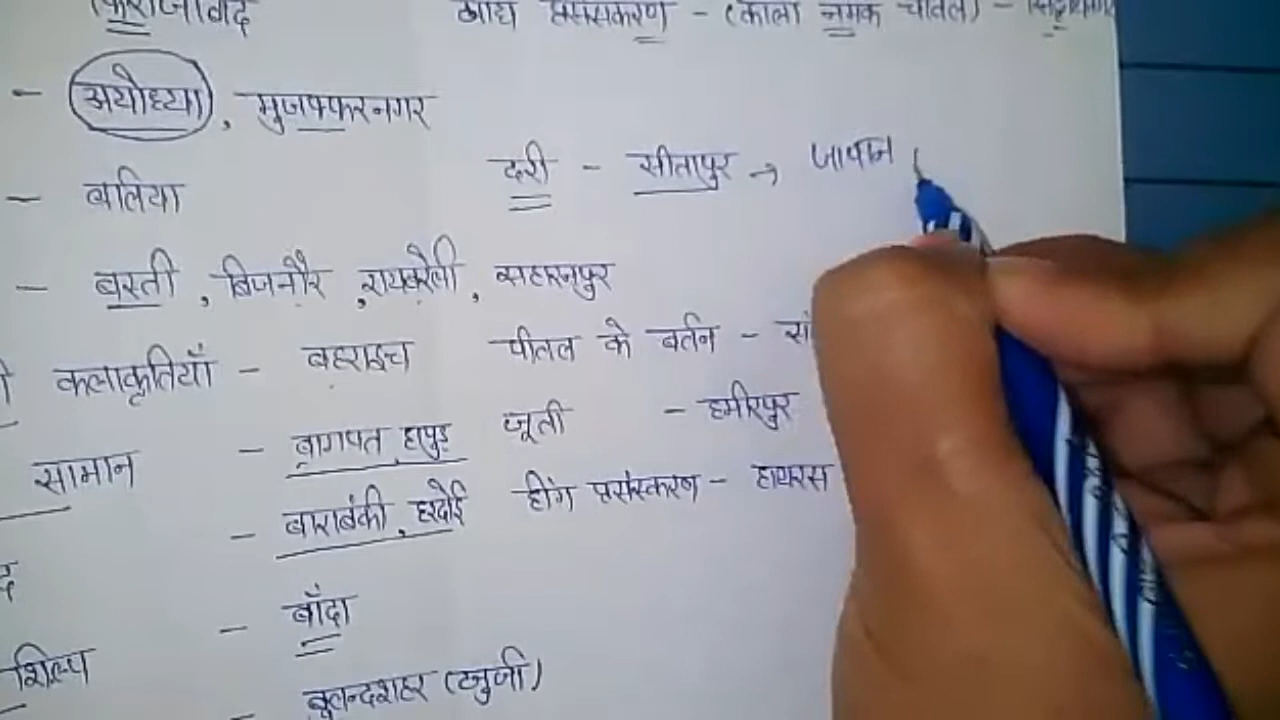 खाद्य प्रसंसकरण – (काला नमक चावल) –
– अयोध्या, मुजफ्फरनगर
– बलिया
दरी – सीतापुर → जापान
– बस्ती, बिजनौर, रायबरेली, सहारनपुर
कलाकृतियाँ – बहराइच
पीतल के बर्तन –
सामान – बागपत, हापुड़
जूती – हमीरपुर
– बाराबंकी, हरदोई
हींग प्रसंस्करण – हाथरस
– बाँदा
शिल्प – बुलन्दशहर (खुर्जा)